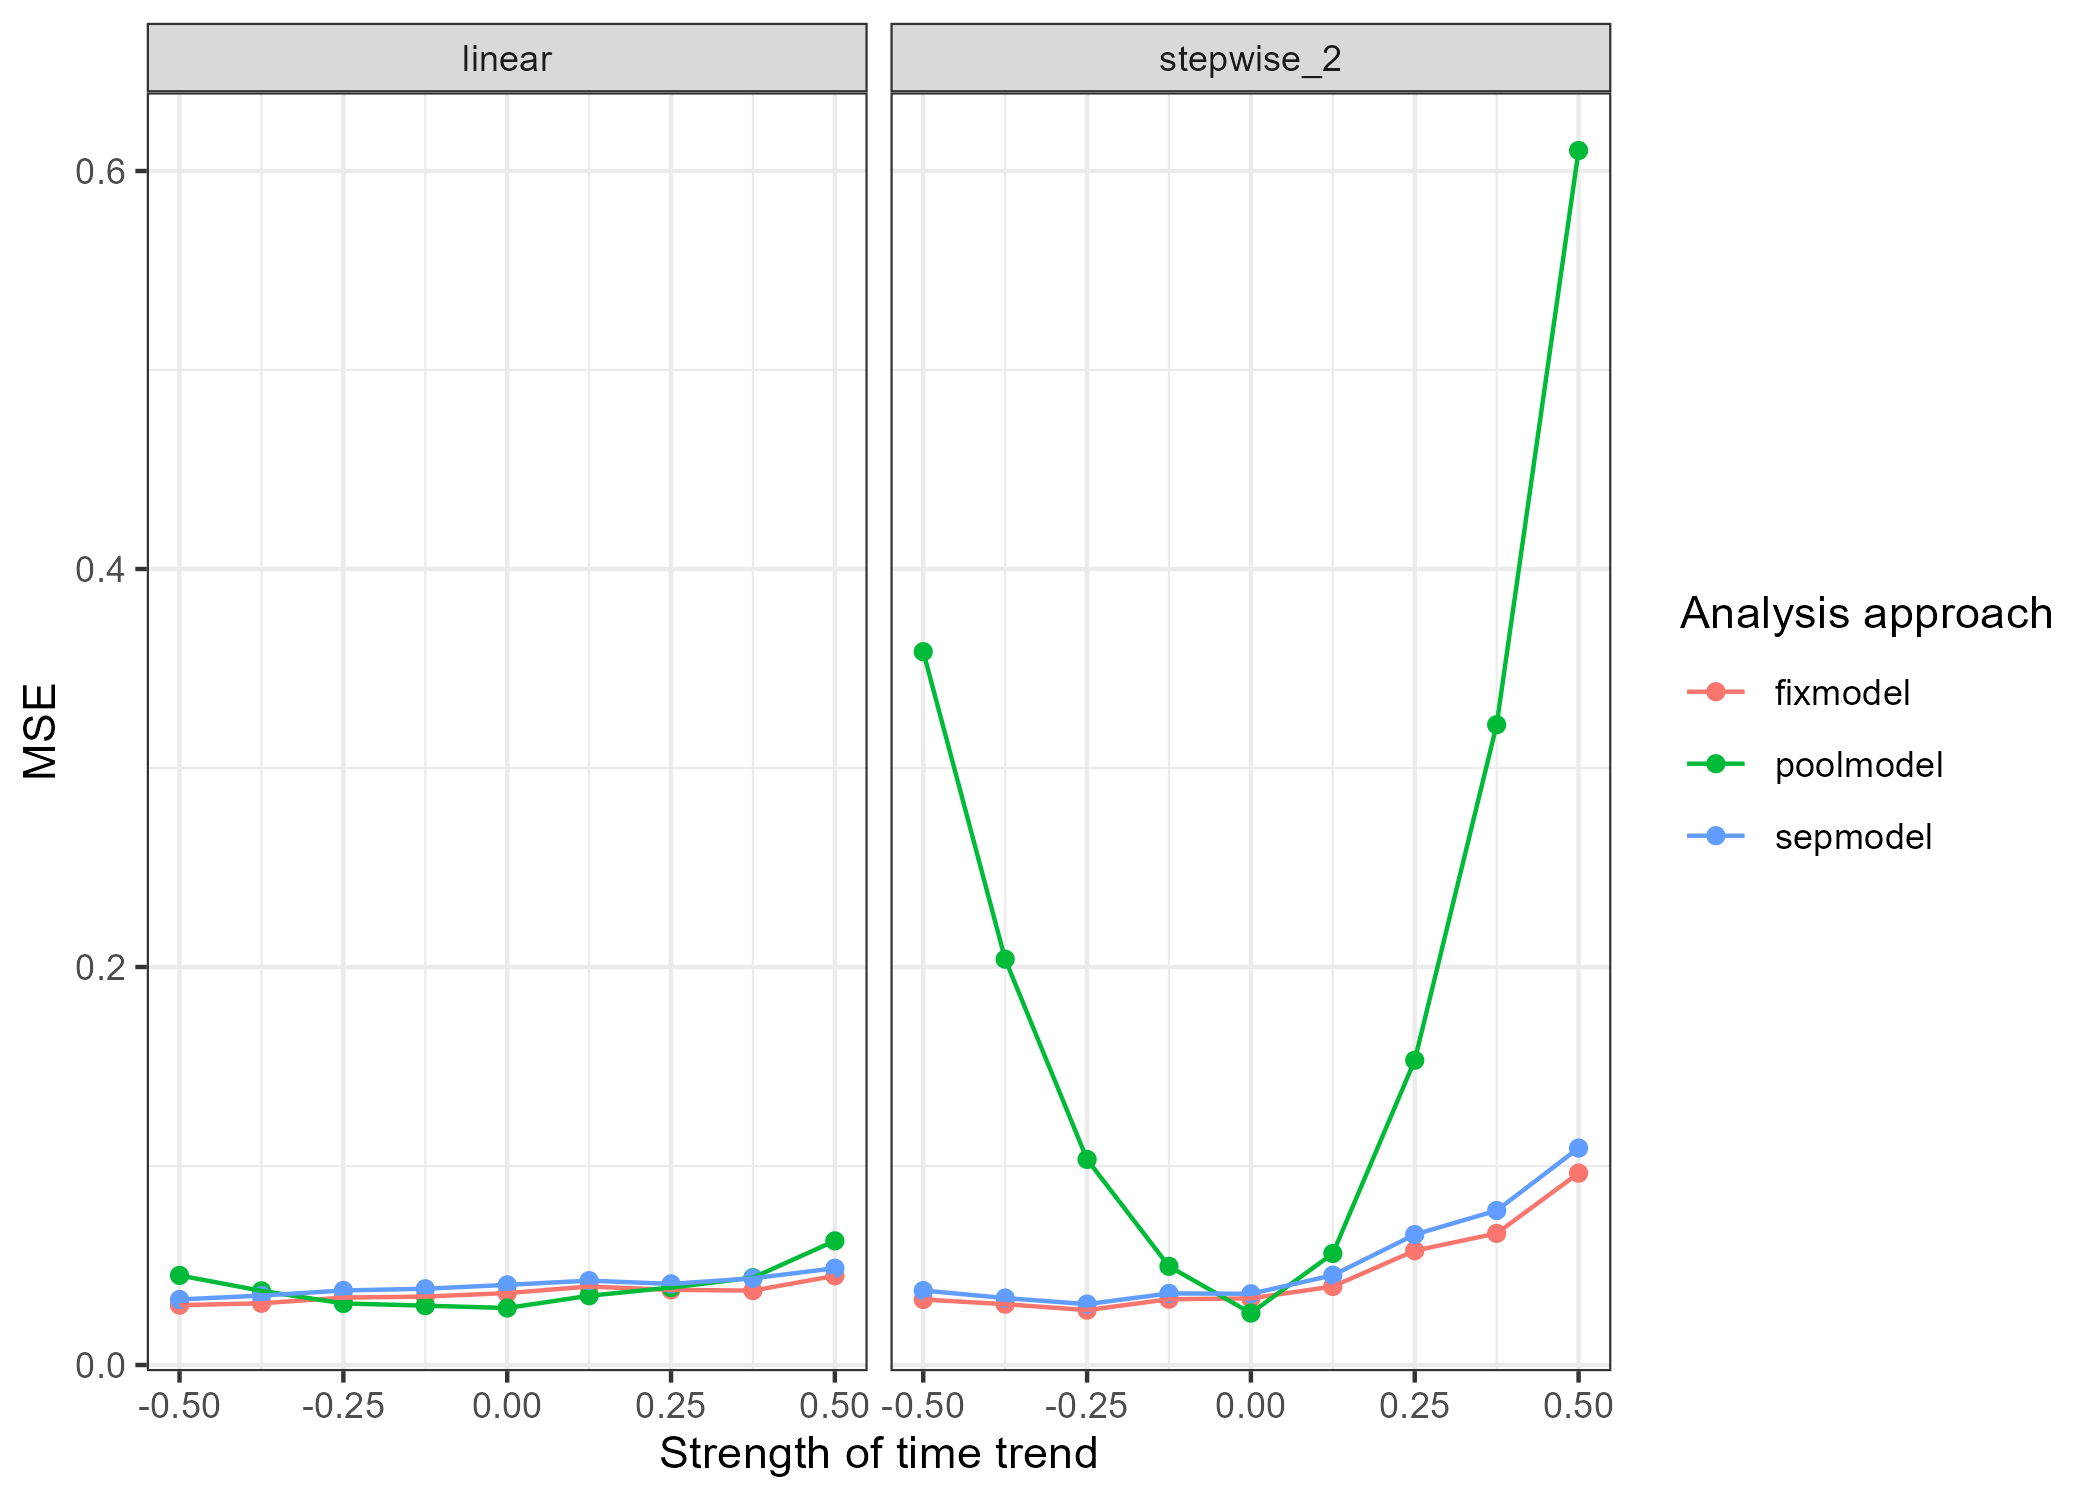 linear
stepwise_2
0.6
0.4
0.2
0.0
MSE
-0.50 -0.25 0.00 0.25 0.50
-0.50 -0.25 0.00 0.25 0.50
Strength of time trend
Analysis approach
fixmodel
poolmodel
sepmodel